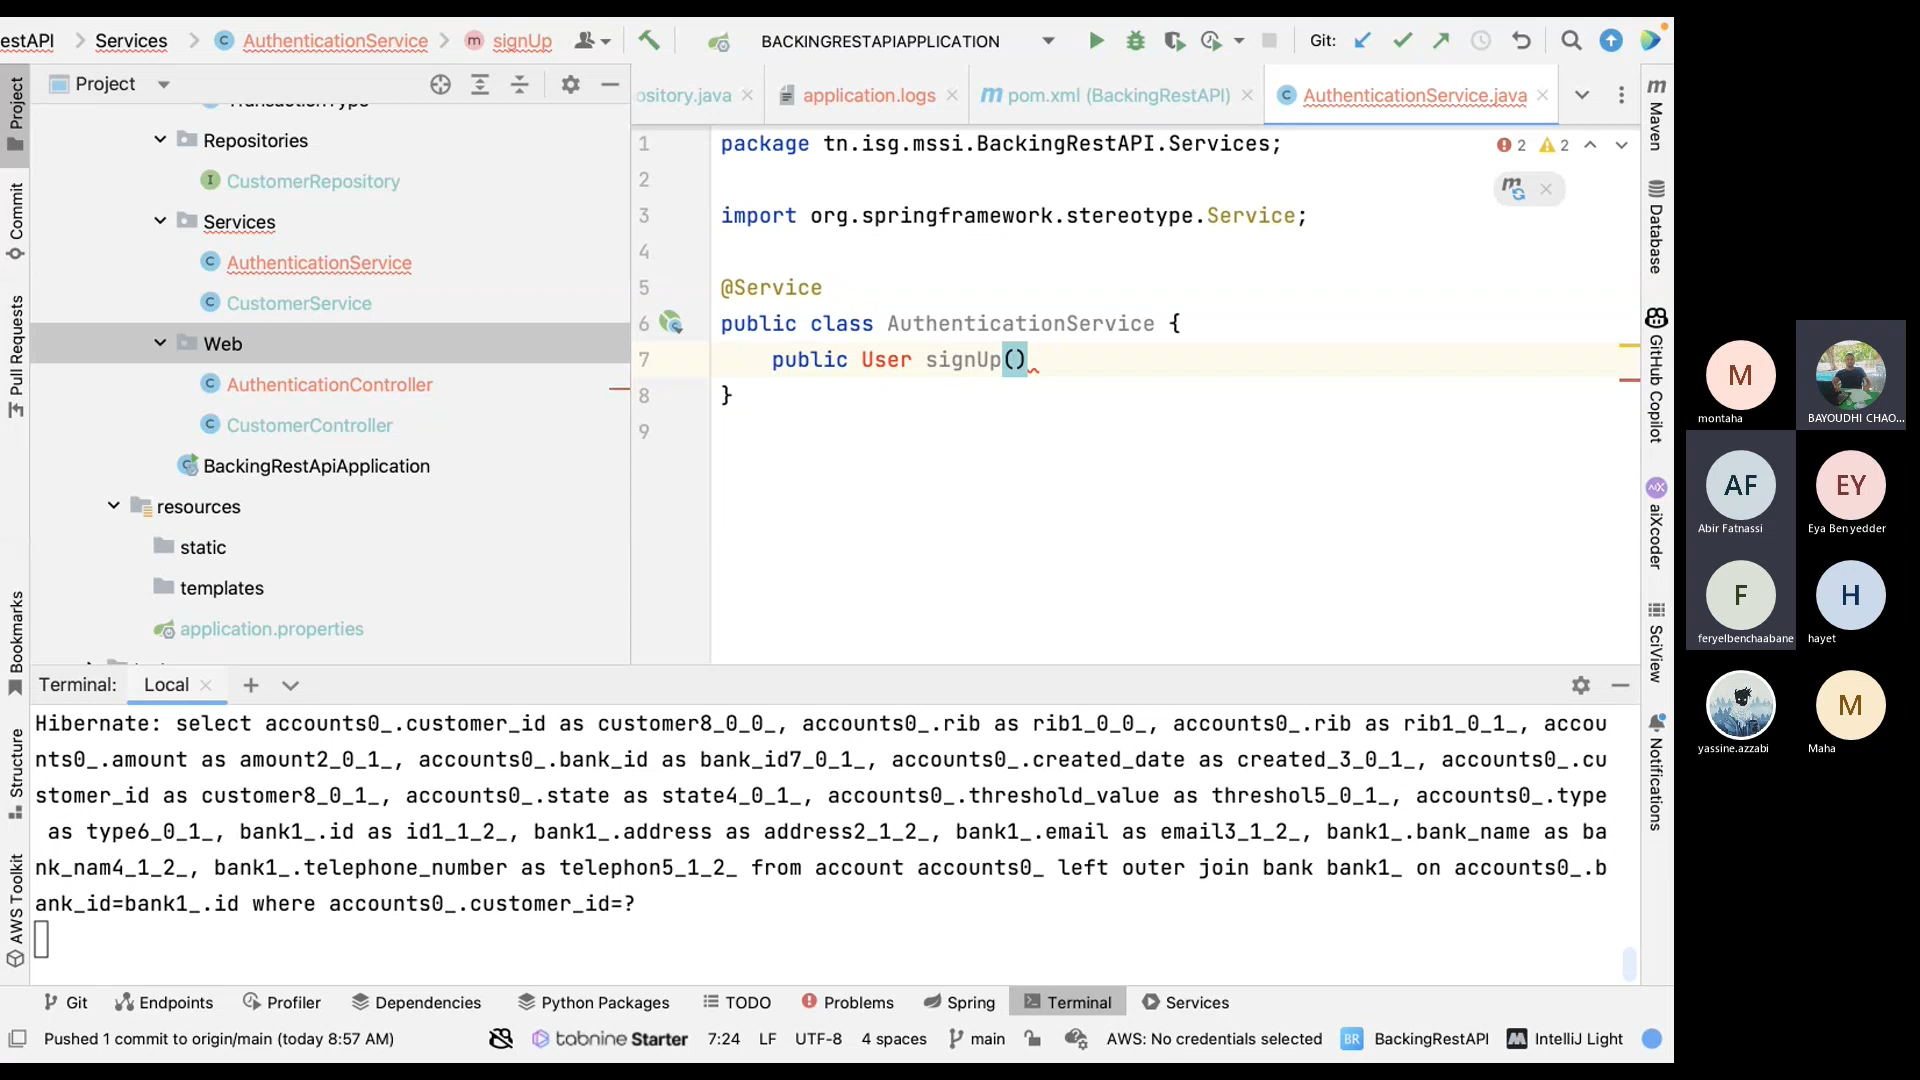 estAPI Services AuthenticationService signUp BACKINGRESTAPIAPPLICATION Git:
Project
TransactionType
Repositories
CustomerRepository
Services
AuthenticationService
CustomerService
Web
AuthenticationController
CustomerController
BackingRestApiApplication
resources
static
templates
application.properties
Project
Commit
Pull Requests
Bookmarks
Structure
AWS Toolkit
ository.java application.logs pom.xml (BackingRestAPI) AuthenticationService.java
1 package tn.isg.mssi.BackingRestAPI.Services;
2
3 import org.springframework.stereotype.Service;
4
5 @Service
6 public class AuthenticationService {
7 public User signUp()
8 }
9
2 2
Maven
Database
GitHub Copilot
aiXcoder
SciView
Notifications
Terminal: Local
Hibernate: select accounts0_.customer_id as customer8_0_0_, accounts0_.rib as rib1_0_0_, accounts0_.rib as rib1_0_1_, accou
nts0_.amount as amount2_0_1_, accounts0_.bank_id as bank_id7_0_1_, accounts0_.created_date as created_3_0_1_, accounts0_.cu
stomer_id as customer8_0_1_, accounts0_.state as state4_0_1_, accounts0_.threshold_value as threshol5_0_1_, accounts0_.type
as type6_0_1_, bank1_.id as id1_1_2_, bank1_.address as address2_1_2_, bank1_.email as email3_1_2_, bank1_.bank_name as ba
nk_nam4_1_2_, bank1_.telephone_number as telephon5_1_2_ from account accounts0_ left outer join bank bank1_ on accounts0_.b
ank_id=bank1_.id where accounts0_.customer_id=?
Git Endpoints Profiler Dependencies Python Packages TODO Problems Spring Terminal Services
Pushed 1 commit to origin/main (today 8:57 AM) tabnine Starter 7:24 LF UTF-8 4 spaces main AWS: No credentials selected BR BackingRestAPI IntelliJ Light
M
montaha
BAYOUDHI CHAO...
AF
Abir Fatnassi
EY
Eya Benyedder
F
feryelbenchaabane
H
hayet
yassine.azzabi
M
Maha